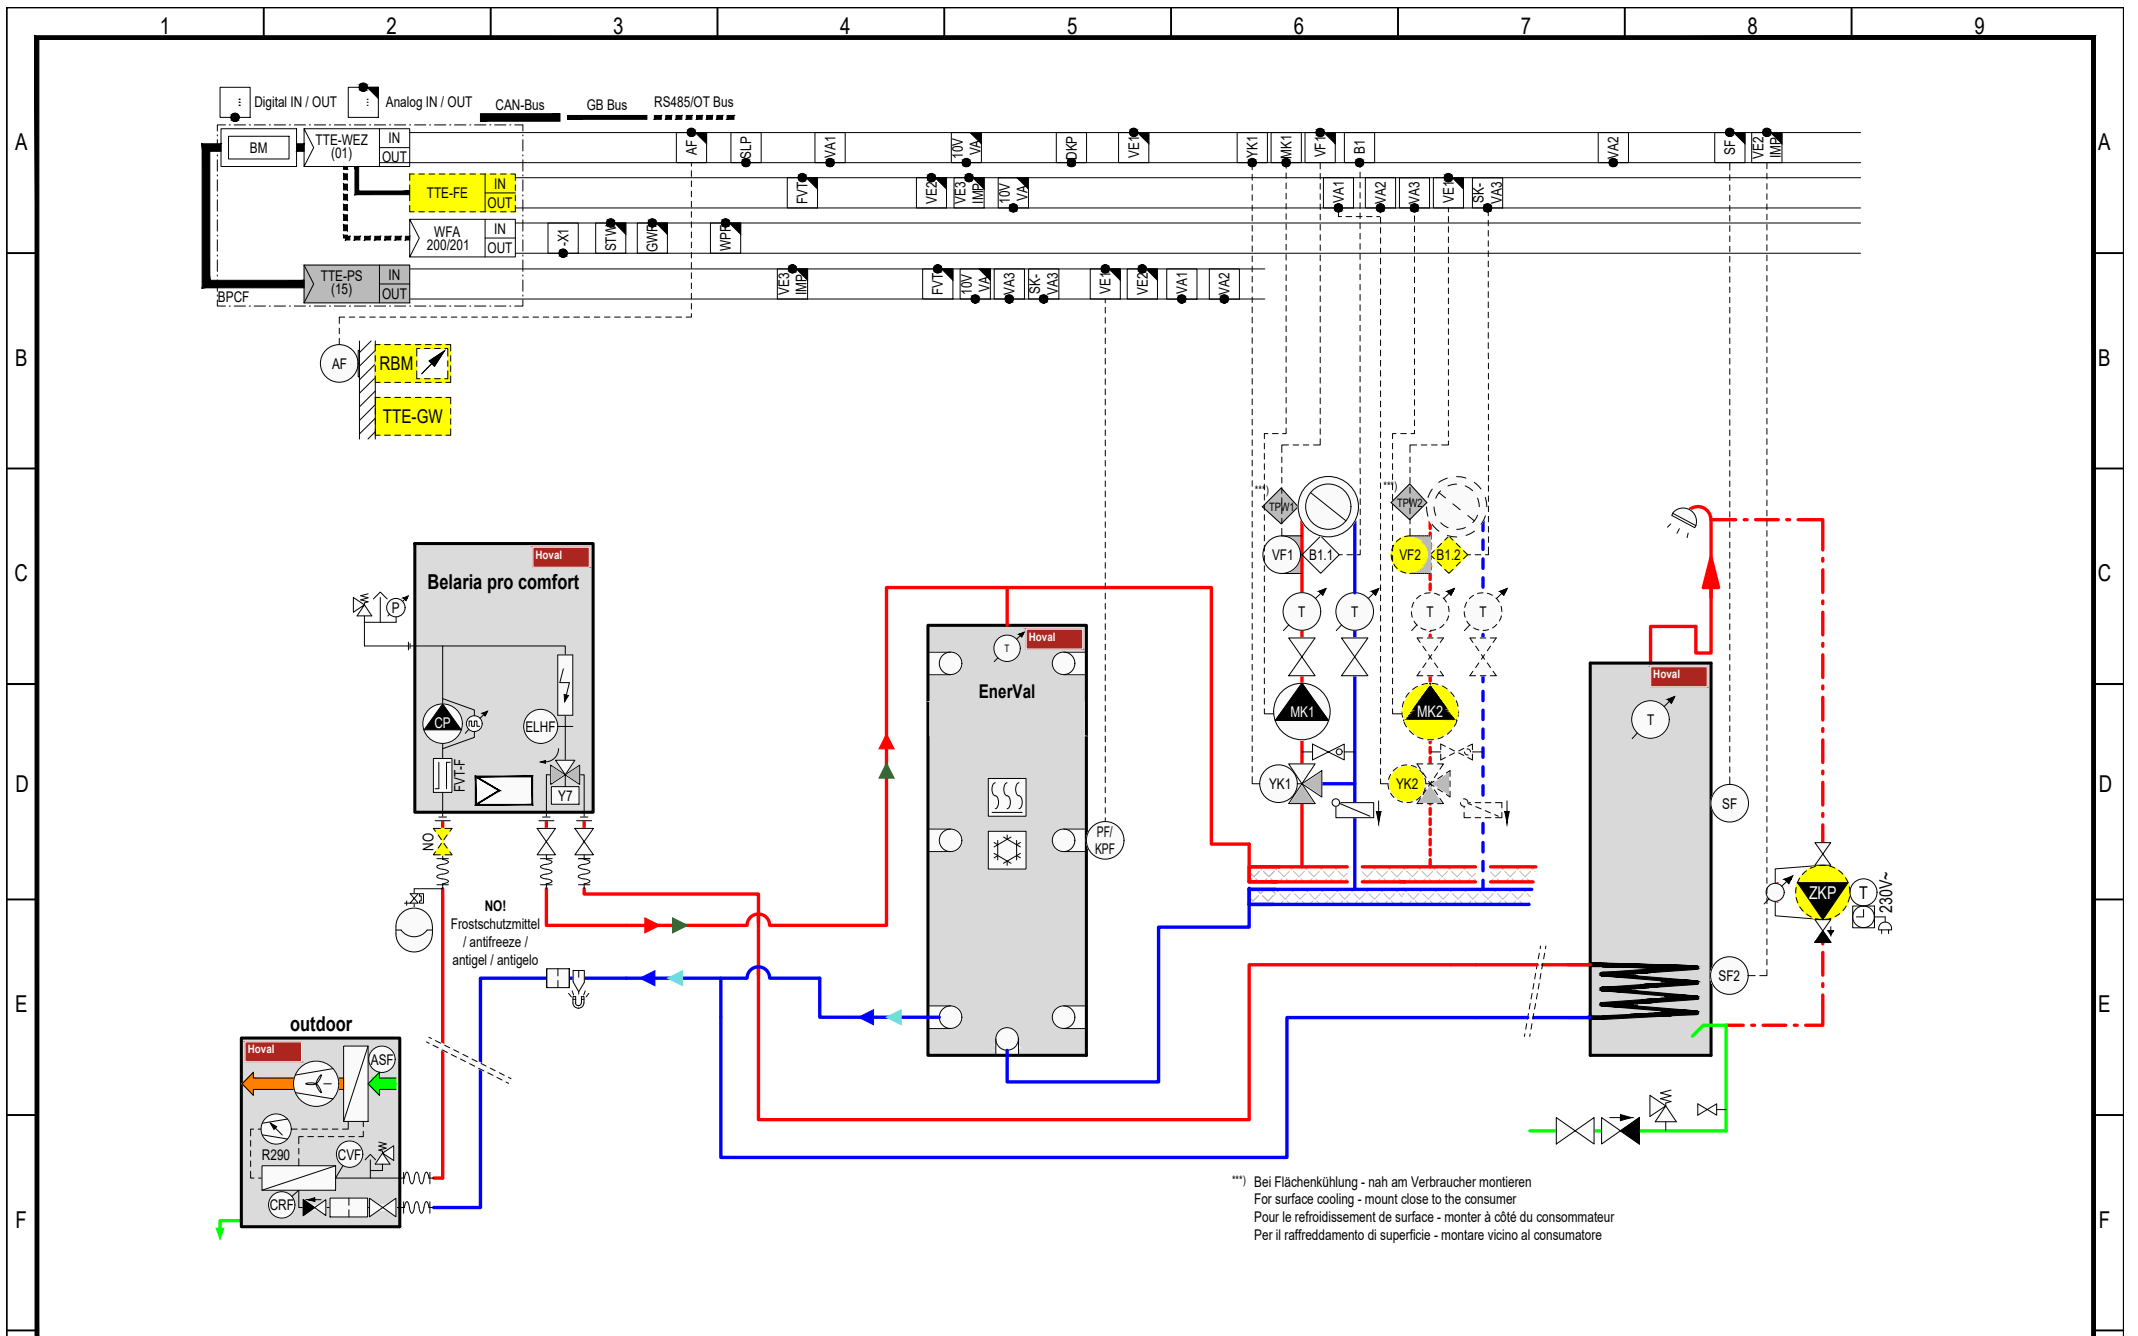 1 2 3 4 5 6 7 8 9
Digital IN / OUT
Analog IN / OUT
CAN-Bus
GB Bus
RS485/OT Bus
A
A
BM
TTE-WEZ
(01)
IN
OUT
AF
SLP
VA1
10V
VA
DKP
VE1
YK1
MK1
VF1
B1
VA2
SF
VE2
IMP
TTE-FE
IN
OUT
FVT
VE2
VE3
IMP
10V
VA
VA1
VA2
VA3
VE1
SK-
VA3
WFA
200/201
IN
OUT
-X1
STW
GWR
WPR
TTE-PS
(15)
IN
OUT
BPCF
VE3
IMP
FVT
10V
VA
VA3
SK-
VA3
VE1
VE2
VA1
VA2
B
B
AF
RBM
TTE-GW
***)
TPW1
***)
TPW2
VF1
B1.1
VF2
B1.2
C
C
Hoval
Belaria pro comfort
P
T
T
T
T
Hoval
T
EnerVal
Hoval
T
CP
ELHF
MK1
MK2
FVT-F
Y7
YK1
YK2
D
D
SF
PF/
KPF
NO
ZKP
T
230V~
NO!
Frostschutzmittel
/ antifreeze /
antigel / antigelo
SF2
E
E
outdoor
Hoval
ASF
R290
CVF
CRF
F
F
***) Bei Flächenkühlung - nah am Verbraucher montieren
For surface cooling - mount close to the consumer
Pour le refroidissement de surface - monter à côté du consommateur
Per il raffreddamento di superficie - montare vicino al consumatore